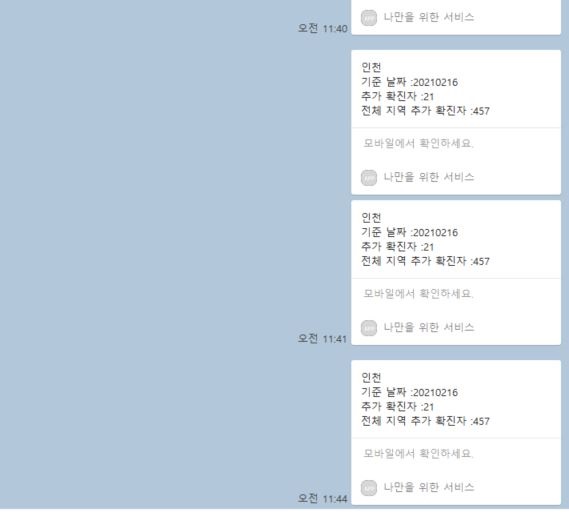 나만을 위한 서비스
오전 11:40
인천
기준 날짜 :20210216
추가 확진자 :21
전체 지역 추가 확진자 :457
모바일에서 확인하세요.
나만을 위한 서비스
인천
기준 날짜 :20210216
추가 확진자 :21
전체 지역 추가 확진자 :457
모바일에서 확인하세요.
나만을 위한 서비스
오전 11:41
인천
기준 날짜 :20210216
추가 확진자 :21
전체 지역 추가 확진자 :457
모바일에서 확인하세요.
나만을 위한 서비스
오전 11:44